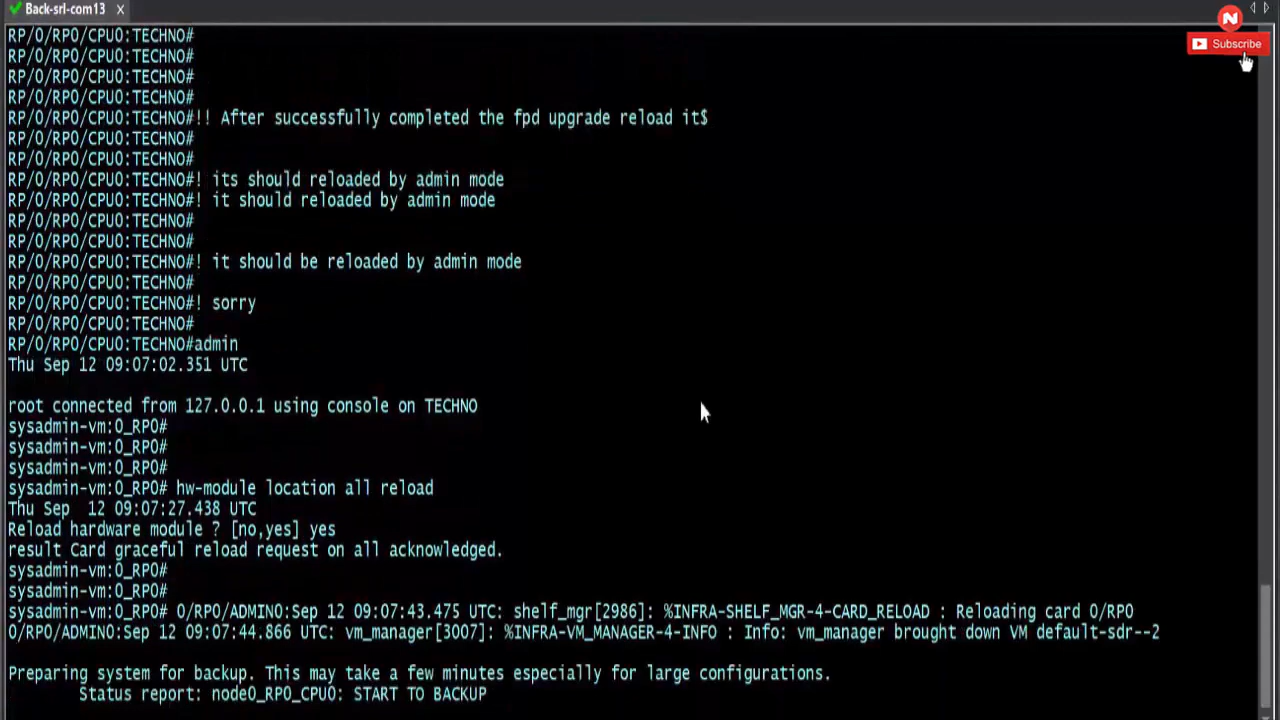 Back-srl-com13 x
N
Subscribe
RP/0/RP0/CPU0:TECHNO#
RP/0/RP0/CPU0:TECHNO#
RP/0/RP0/CPU0:TECHNO#
RP/0/RP0/CPU0:TECHNO#
RP/0/RP0/CPU0:TECHNO#!! After successfully completed the fpd upgrade reload it$
RP/0/RP0/CPU0:TECHNO#
RP/0/RP0/CPU0:TECHNO#
RP/0/RP0/CPU0:TECHNO#! its should reloaded by admin mode
RP/0/RP0/CPU0:TECHNO#! it should reloaded by admin mode
RP/0/RP0/CPU0:TECHNO#
RP/0/RP0/CPU0:TECHNO#
RP/0/RP0/CPU0:TECHNO#! it should be reloaded by admin mode
RP/0/RP0/CPU0:TECHNO#
RP/0/RP0/CPU0:TECHNO#! sorry
RP/0/RP0/CPU0:TECHNO#
RP/0/RP0/CPU0:TECHNO#admin
Thu Sep 12 09:07:02.351 UTC
root connected from 127.0.0.1 using console on TECHNO
sysadmin-vm:0_RP0#
sysadmin-vm:0_RP0#
sysadmin-vm:0_RP0#
sysadmin-vm:0_RP0# hw-module location all reload
Thu Sep  12 09:07:27.438 UTC
Reload hardware module ? [no,yes] yes
result Card graceful reload request on all acknowledged.
sysadmin-vm:0_RP0#
sysadmin-vm:0_RP0#
sysadmin-vm:0_RP0# 0/RP0/ADMIN0:Sep 12 09:07:43.475 UTC: shelf_mgr[2986]: %INFRA-SHELF_MGR-4-CARD_RELOAD : Reloading card 0/RP0
0/RP0/ADMIN0:Sep 12 09:07:44.866 UTC: vm_manager[3007]: %INFRA-VM_MANAGER-4-INFO : Info: vm_manager brought down VM default-sdr--2
Preparing system for backup. This may take a few minutes especially for large configurations.
Status report: node0_RP0_CPU0: START TO BACKUP